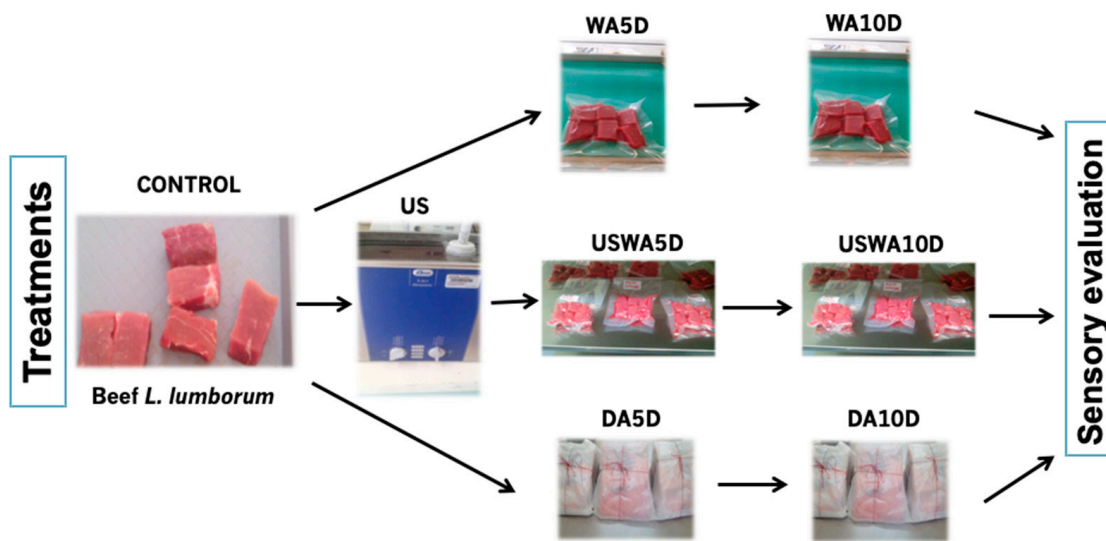 Treatments
CONTROL
Beef L. lumborum
US
WA5D
WA10D
USWA5D
USWA10D
DA5D
DA10D
Sensory evaluation